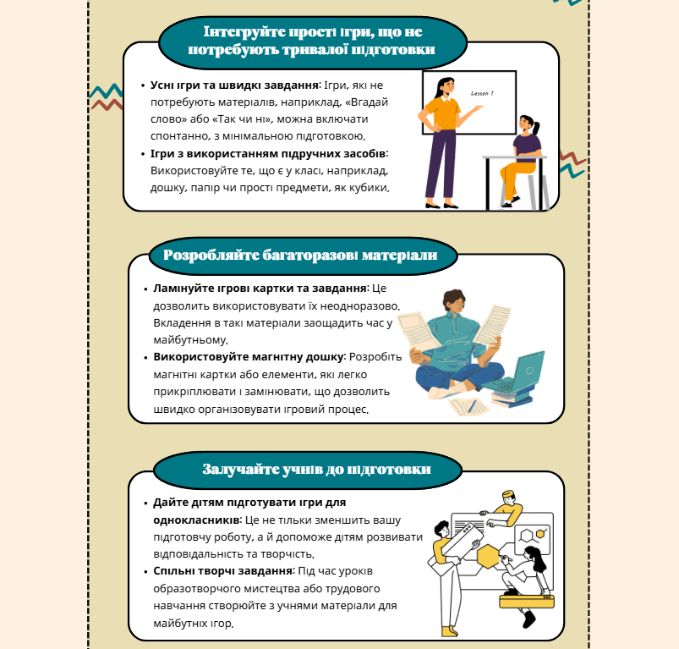 Інтегруйте прості ігри, що не
потребують тривалої підготовки
• Усні ігри та швидкі завдання: Ігри, які не
потребують матеріалів, наприклад, «Вгадай
слово» або «Так чи ні», можна включати
спонтанно, з мінімальною підготовкою.
• Ігри з використанням підручних засобів:
Використовуйте те, що є у класі, наприклад,
дошку, папір чи прості предмети, як кубики.
Lesson 1
Розробляйте багаторазові матеріали
• Ламінуйте ігрові картки та завдання: Це
дозволить використовувати їх неодноразово.
Вкладення в такі матеріали заощадить час у
майбутньому.
• Використовуйте магнітну дошку: Розробіть
магнітні картки або елементи, які легко
прикріплювати і замінювати, що дозволить
швидко організовувати ігровий процес.
Залучайте учнів до підготовки
• Дайте дітям підготувати ігри для
однокласників: Це не тільки зменшить вашу
підготовчу роботу, а й допоможе дітям розвивати
відповідальність та творчість.
• Спільні творчі завдання: Під час уроків
образотворчого мистецтва або трудового
навчання створюйте з учнями матеріали для
майбутніх ігор.